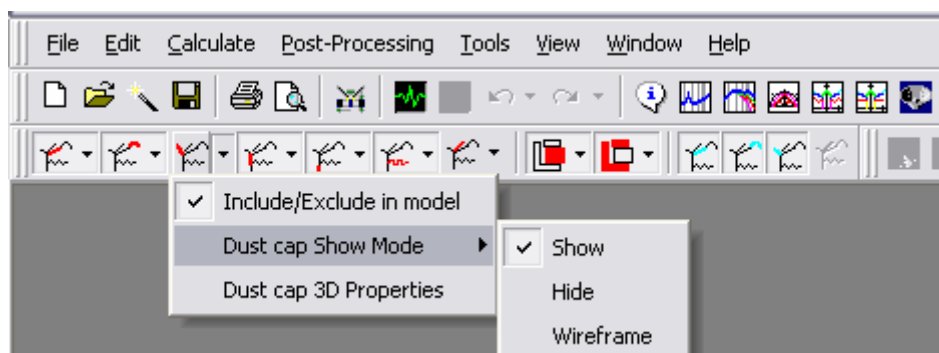 File Edit Calculate Post-Processing Tools View Window Help
Include/Exclude in model
Dust cap Show Mode
Show
Dust cap 3D Properties
Hide
Wireframe